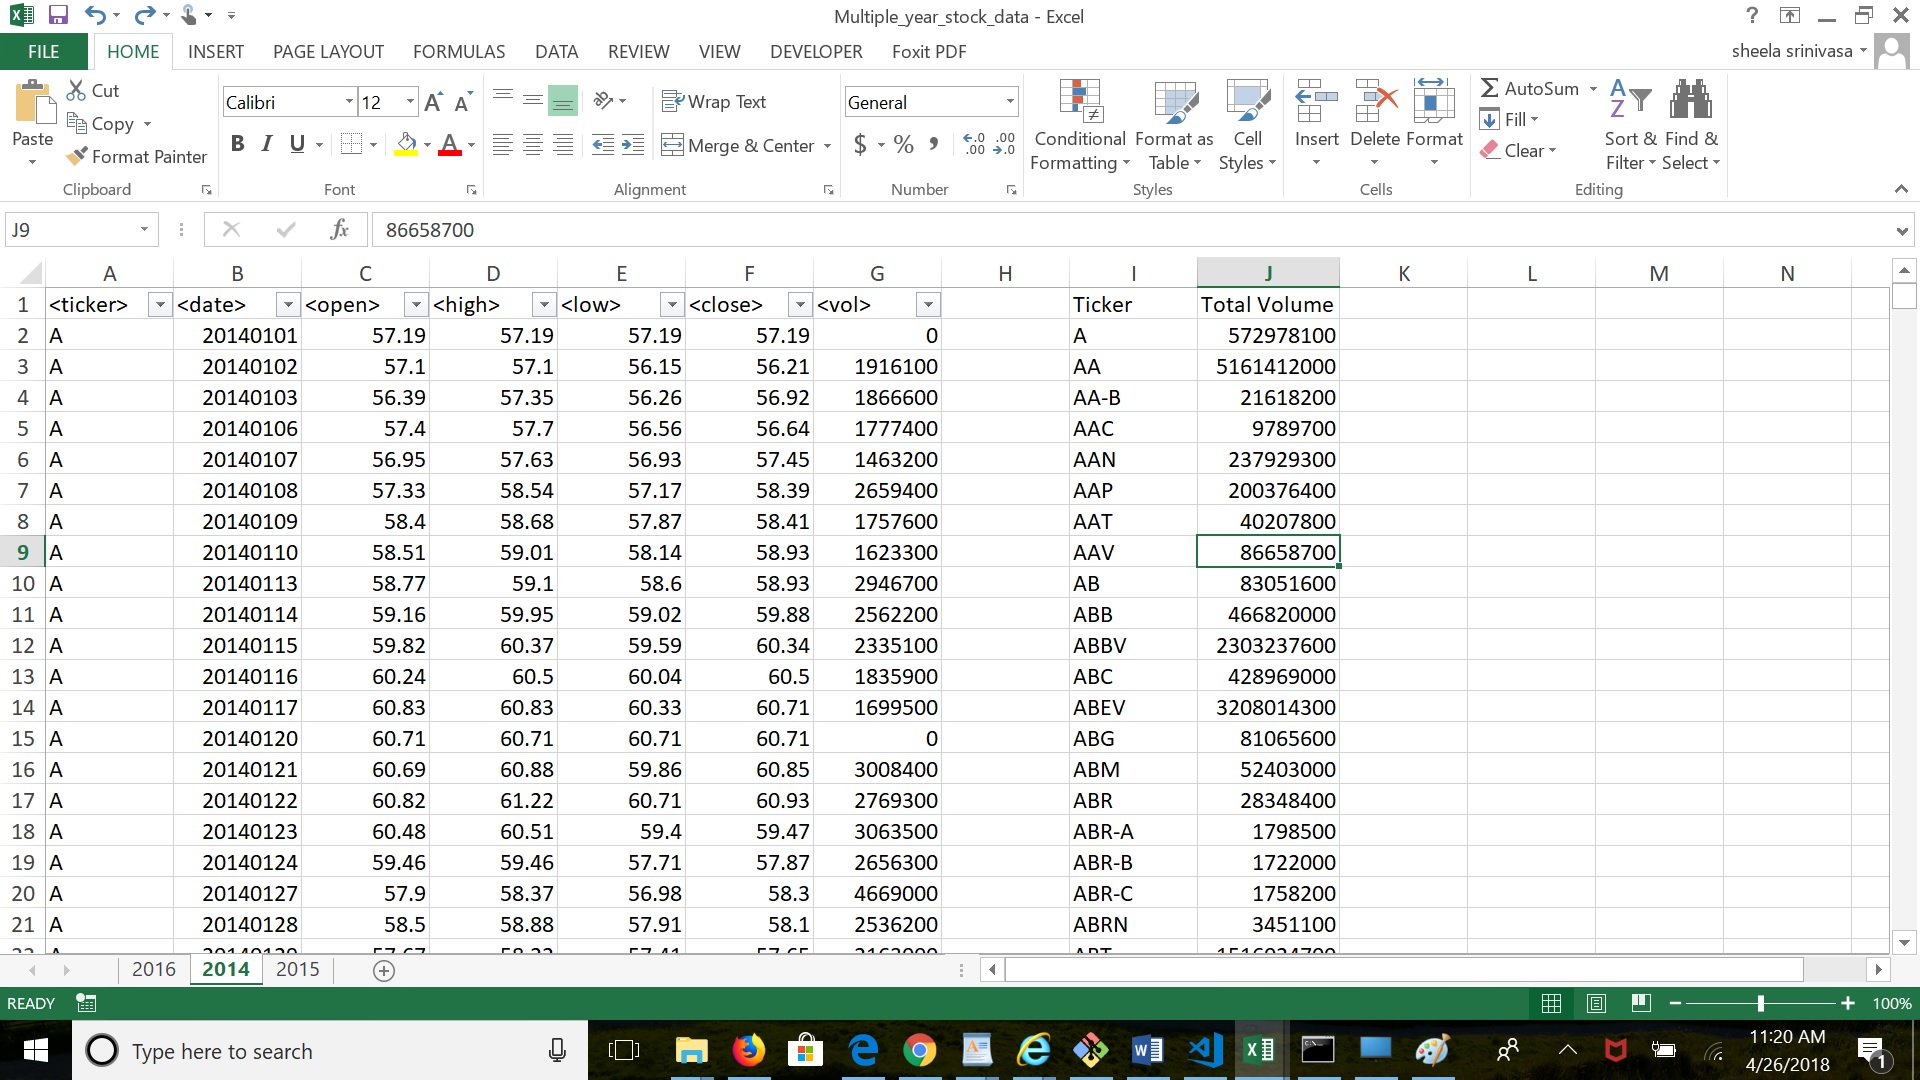 Multiple_year_stock_data - Excel
FILE HOME INSERT PAGE LAYOUT FORMULAS DATA REVIEW VIEW DEVELOPER Foxit PDF sheela srinivasa
Paste Cut Copy Format Painter
Calibri 12
B I U A
Wrap Text
Merge & Center
General
$ % , .00 .0
Conditional Formatting Format as Table Cell Styles
Insert Delete Format
AutoSum Fill Clear Sort & Filter Find & Select
Clipboard Font Alignment Number Styles Cells Editing
J9 fx 86658700
A B C D E F G H I J K L M N
1 <ticker> <date> <open> <high> <low> <close> <vol> Ticker Total Volume
2 A 20140101 57.19 57.19 57.19 57.19 0 A 572978100
3 A 20140102 57.1 57.1 56.15 56.21 1916100 AA 5161412000
4 A 20140103 56.39 57.35 56.26 56.92 1866600 AA-B 21618200
5 A 20140106 57.4 57.7 56.56 56.64 1777400 AAC 9789700
6 A 20140107 56.95 57.63 56.93 57.45 1463200 AAN 237929300
7 A 20140108 57.33 58.54 57.17 58.39 2659400 AAP 200376400
8 A 20140109 58.4 58.68 57.87 58.41 1757600 AAT 40207800
9 A 20140110 58.51 59.01 58.14 58.93 1623300 AAV 86658700
10 A 20140113 58.77 59.1 58.6 58.93 2946700 AB 83051600
11 A 20140114 59.16 59.95 59.02 59.88 2562200 ABB 466820000
12 A 20140115 59.82 60.37 59.59 60.34 2335100 ABBV 2303237600
13 A 20140116 60.24 60.5 60.04 60.5 1835900 ABC 428969000
14 A 20140117 60.83 60.83 60.33 60.71 1699500 ABEV 3208014300
15 A 20140120 60.71 60.71 60.71 60.71 0 ABG 81065600
16 A 20140121 60.69 60.88 59.86 60.85 3008400 ABM 52403000
17 A 20140122 60.82 61.22 60.71 60.93 2769300 ABR 28348400
18 A 20140123 60.48 60.51 59.4 59.47 3063500 ABR-A 1798500
19 A 20140124 59.46 59.46 57.71 57.87 2656300 ABR-B 1722000
20 A 20140127 57.9 58.37 56.98 58.3 4669000 ABR-C 1758200
21 A 20140128 58.5 58.88 57.91 58.1 2536200 ABRN 3451100
2016 2014 2015
READY 100%
Type here to search
11:20 AM
4/26/2018
1